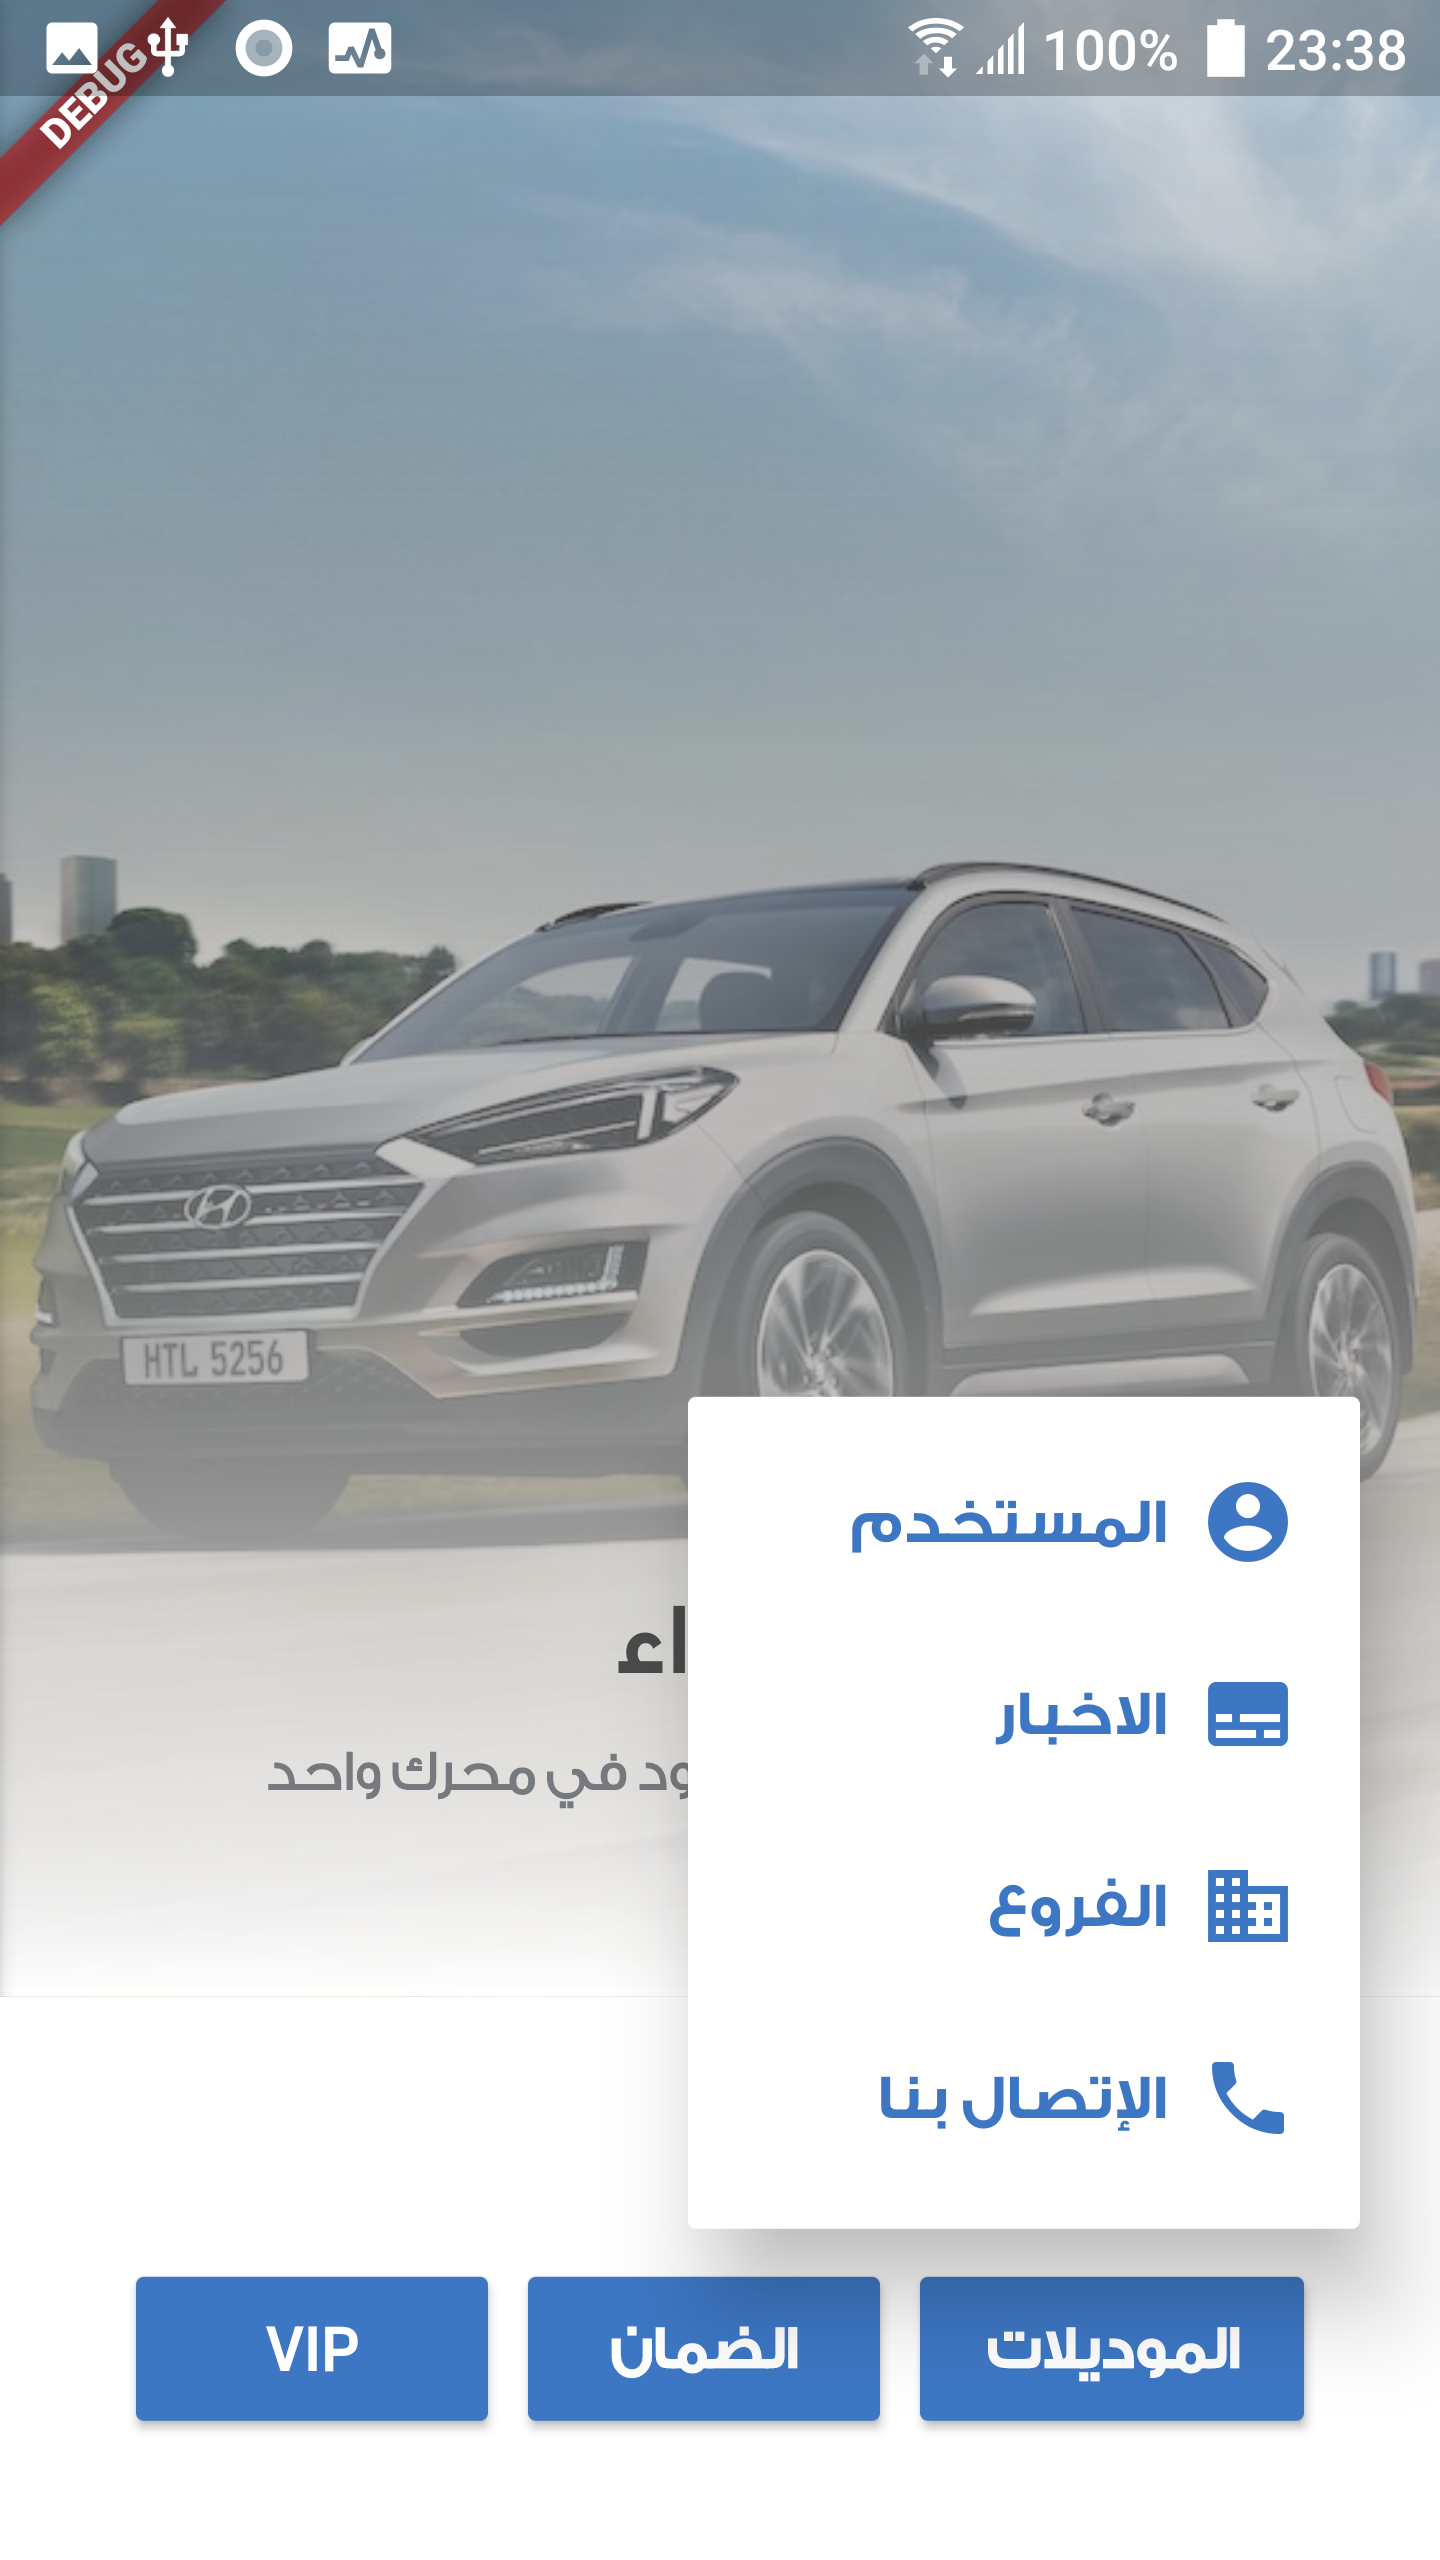 100% 23:38
DEBUG
HTL 5256
المستخدم
الاخبار
في محرك واحد
الفروع
الإتصال بنا
الموديلات
الضمان
VIP